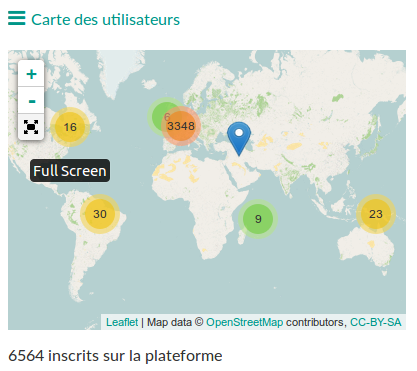 Carte des utilisateurs
+
-
16
6
3348
Full Screen
30
9
23
Leaflet | Map data © OpenStreetMap contributors, CC-BY-SA
6564 inscrits sur la plateforme